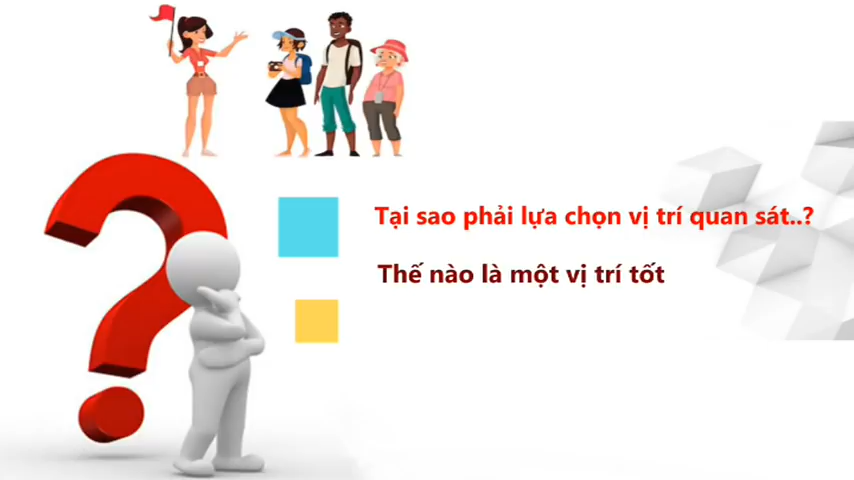 Tại sao phải lựa chọn vị trí quan sát..?
Thế nào là một vị trí tốt